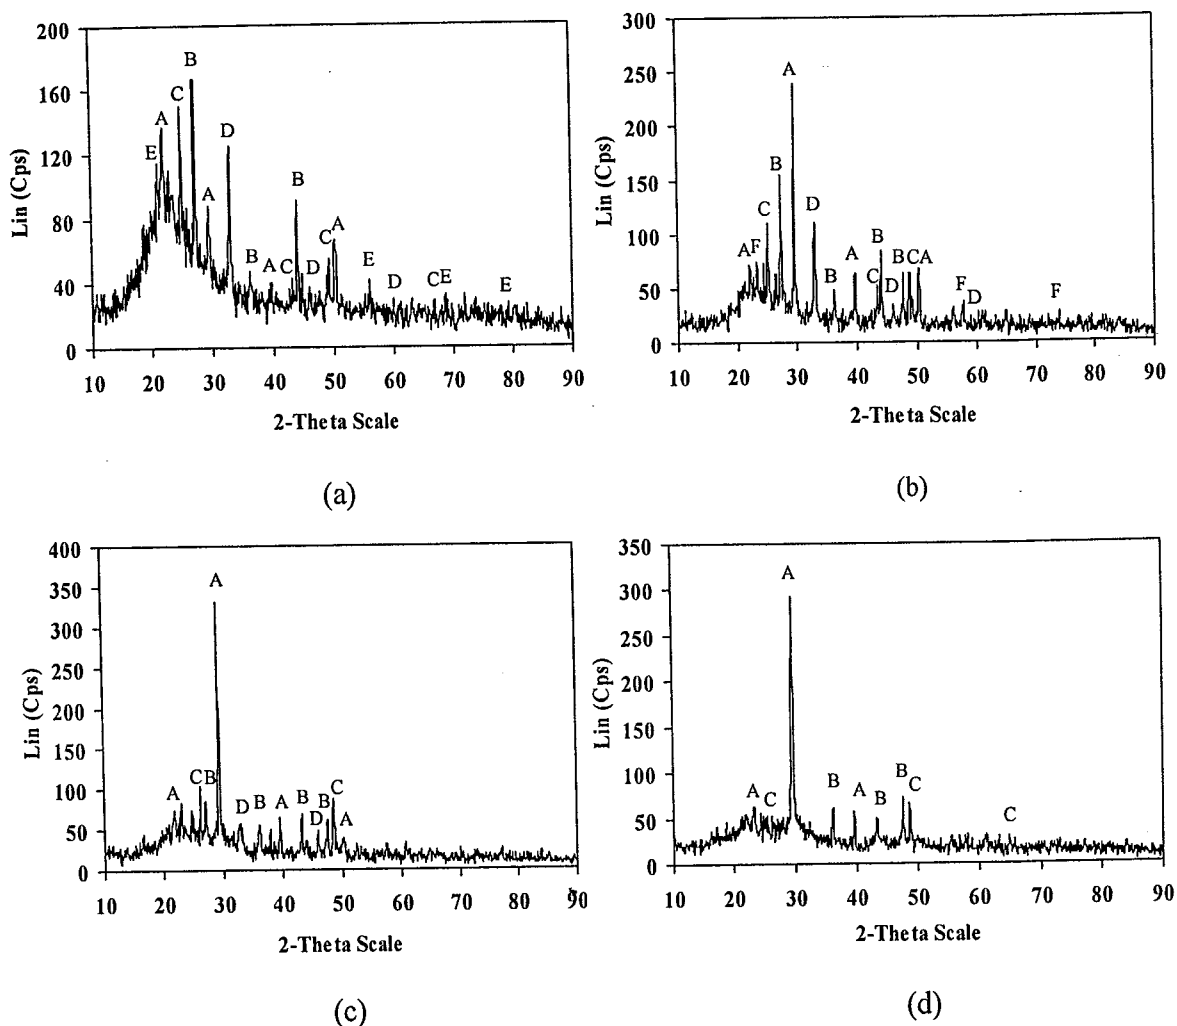 200
160
120
80
40
0
Lin (Cps)
E A C B A D B A C D B C A E D C E E
10 20 30 40 50 60 70 80 90
2-Theta Scale
(a)
300
250
200
150
100
50
0
Lin (Cps)
A F C B A D B A C B D B C A F D F
10 20 30 40 50 60 70 80 90
2-Theta Scale
(b)
400
350
300
250
200
150
100
50
0
Lin (Cps)
A C B A D B A B D B C A
10 20 30 40 50 60 70 80 90
2-Theta Scale
(c)
350
300
250
200
150
100
50
0
Lin (Cps)
A C A B A B B C C
10 20 30 40 50 60 70 80 90
2-Theta Scale
(d)